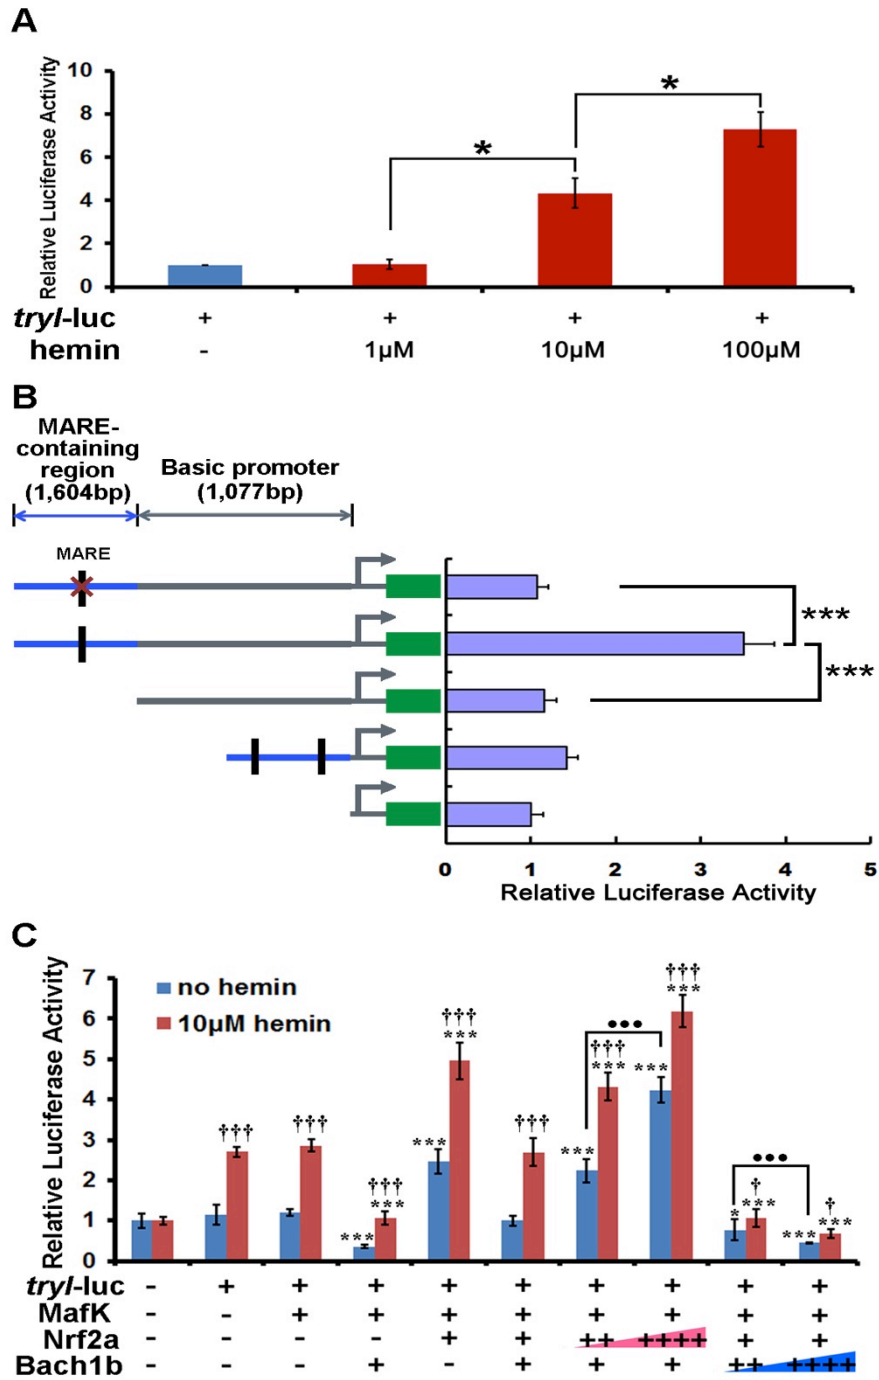 A
Relative Luciferase Activity
10
8
6
4
2
0
*
*
tryI-luc + + + +
hemin - 1µM 10µM 100µM
B
MARE-
containing
region
(1,604bp)
Basic promoter
(1,077bp)
MARE
***
***
0 1 2 3 4 5
Relative Luciferase Activity
C
Relative Luciferase Activity
7
6
5
4
3
2
1
0
no hemin
10µM hemin
††† ††† *** ††† *** *** ††† *** ††† *** ††† *** ••• *** ††† *** * † *** ••• *** † ***
tryI-luc - + + + + + + + + +
MafK - - + + + + + + + +
Nrf2a - - - - + + ++ ++++ + +
Bach1b - - - + - + + + ++ ++++